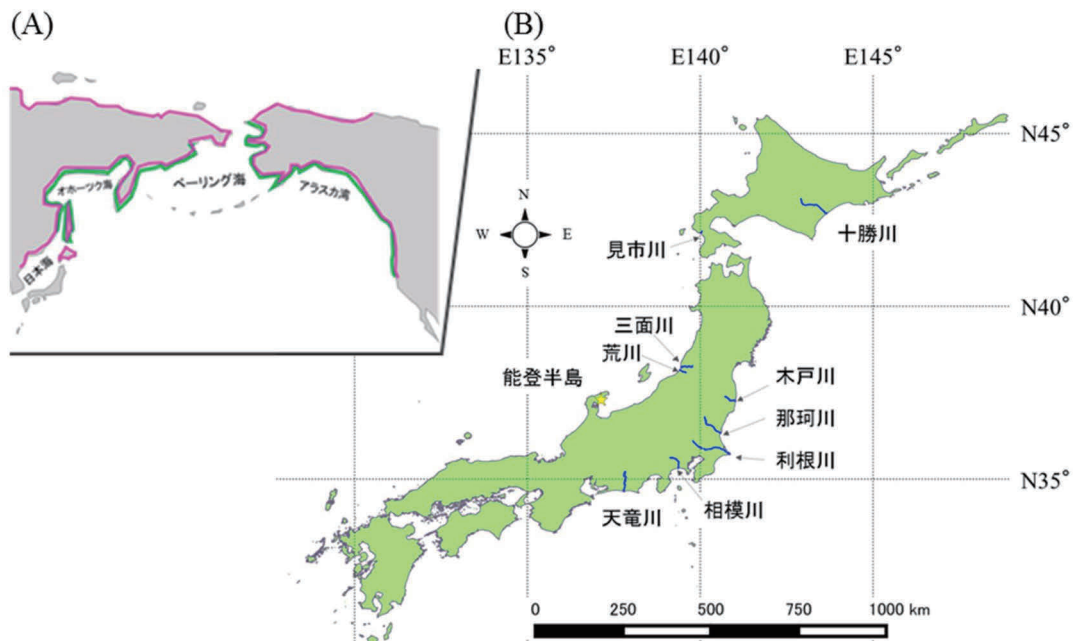 (A)
(B)
オホーツク海
ベーリング海
アラスカ湾
日本海
E135°
E140°
E145°
N45°
N
W
E
S
見市川
十勝川
N40°
三面川
荒川
能登半島
木戸川
那珂川
利根川
N35°
天竜川
相模川
0
250
500
750
1000 km